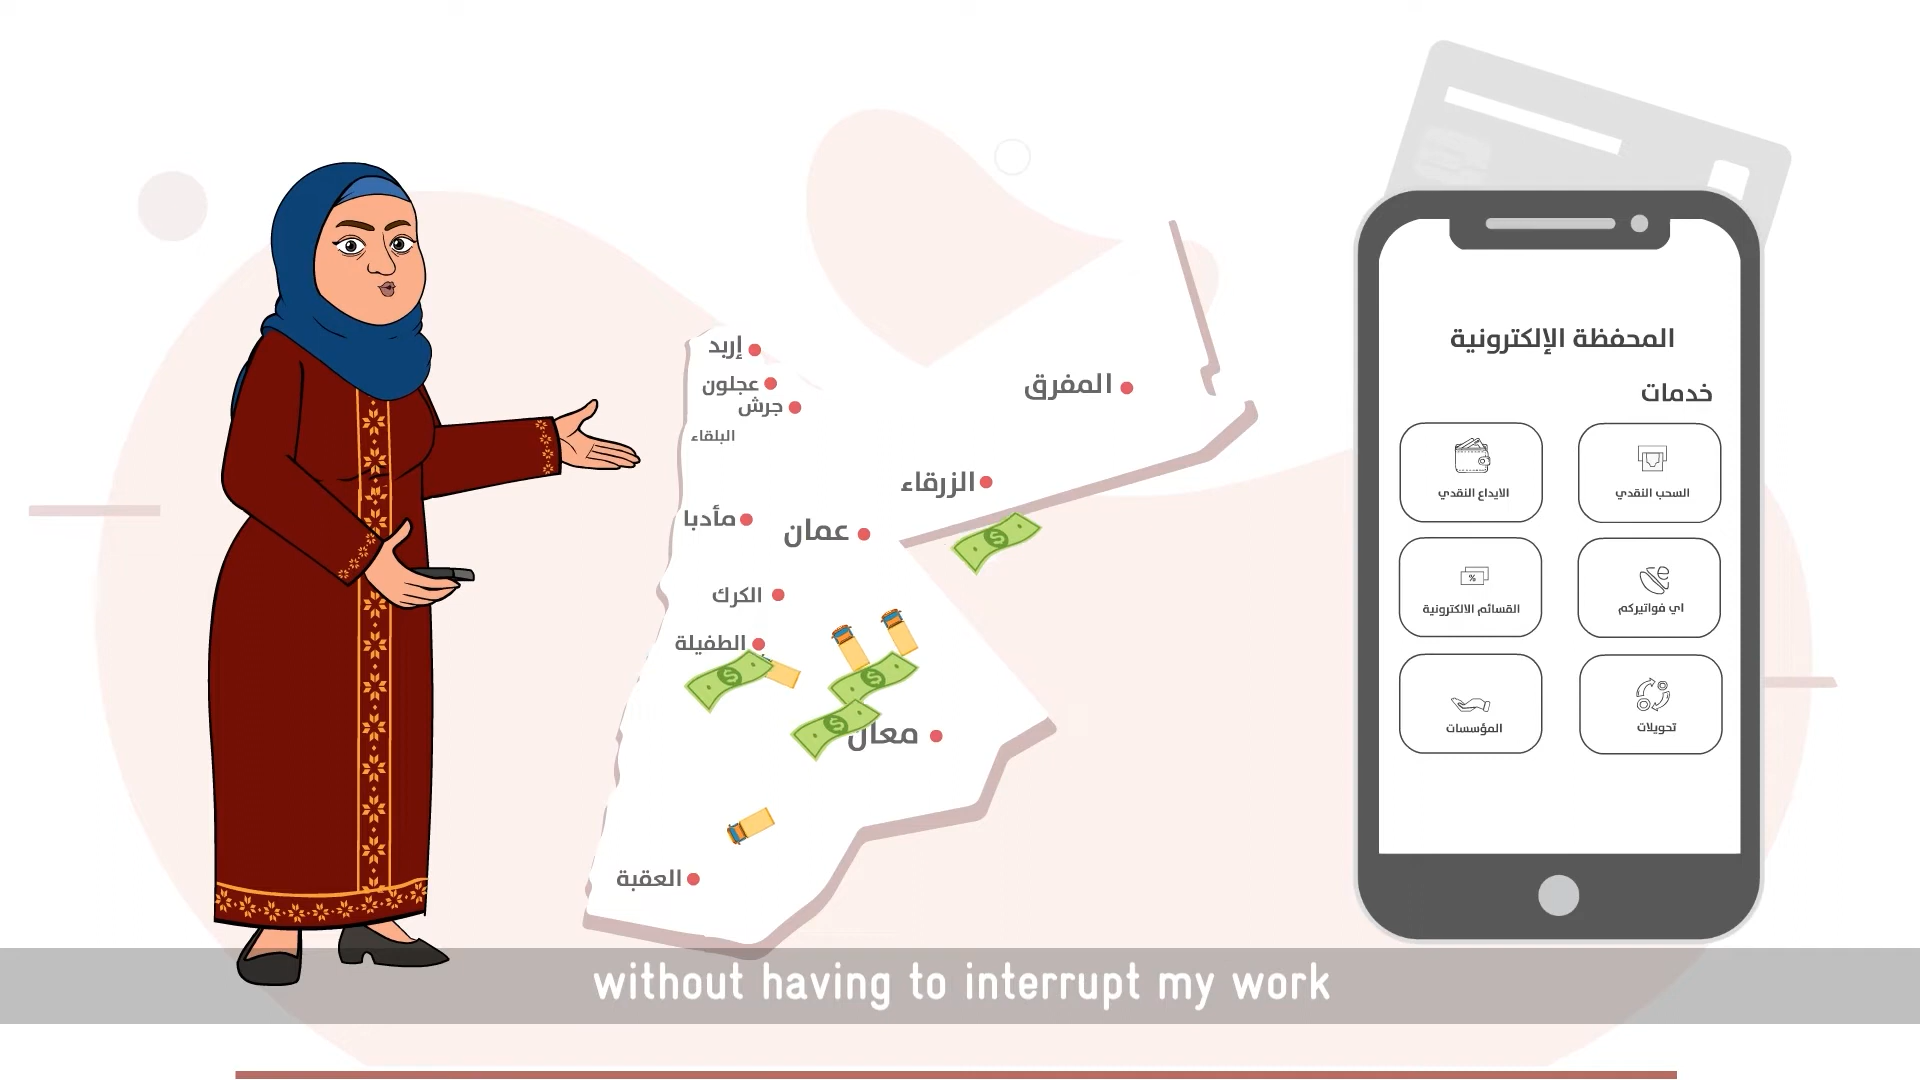 إربد
عجلون
جرش
البلقاء
المفرق
الزرقاء
مأدبا
عمان
الكرك
الطفيلة
معان
العقبة
المحفظة الإلكترونية
خدمات
السحب النقدي
الايداع النقدي
اي فواتيركم
القسائم الالكترونية
تحويلات
المؤسسات
without having to interrupt my work